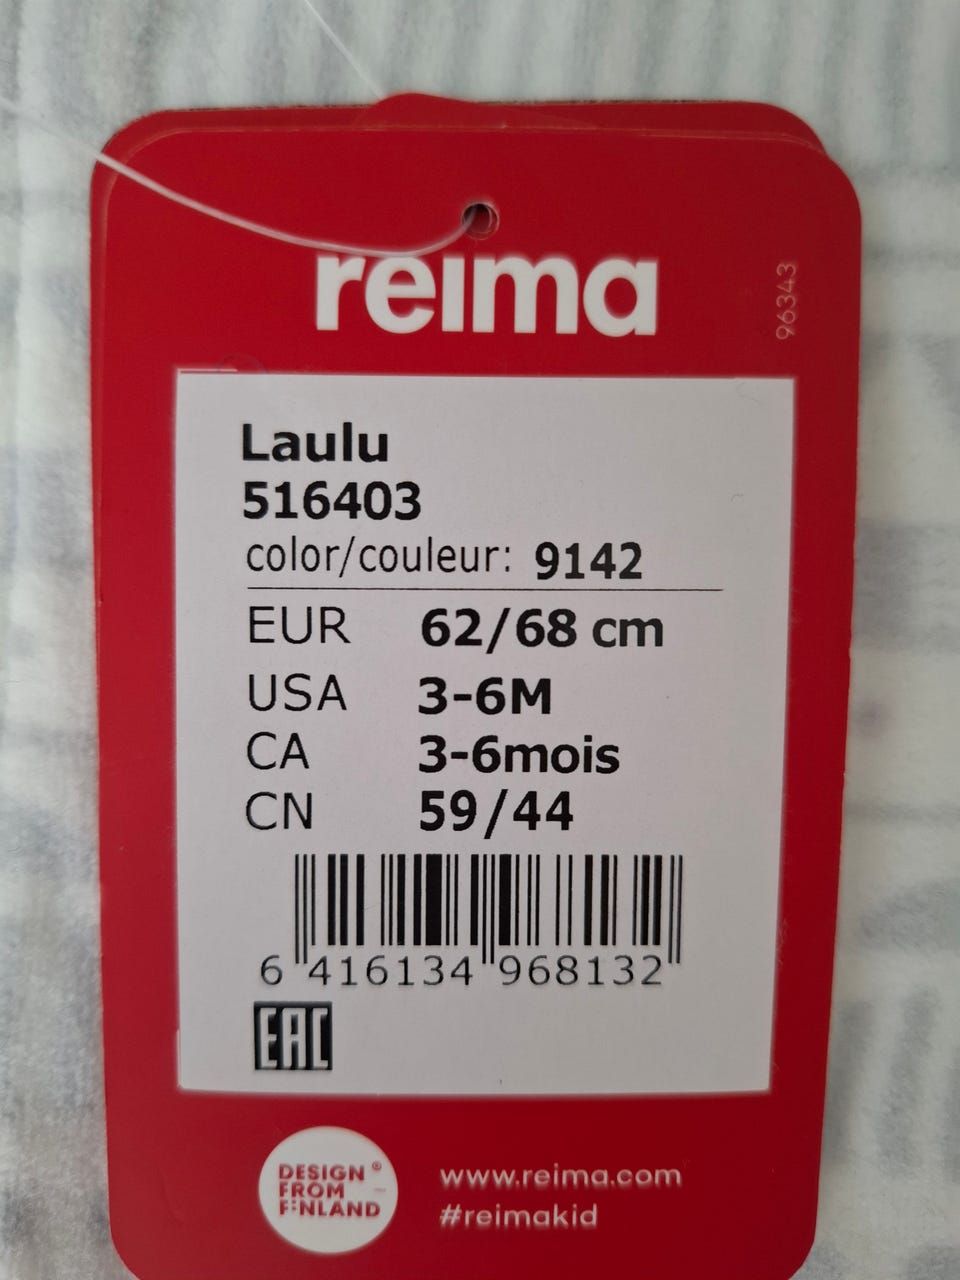 reima
96343
Laulu
516403
color/couleur: 9142
EUR 62/68 cm
USA 3-6M
CA 3-6mois
CN 59/44
6 416134 968132
EAC
DESIGN ®
FROM
FINLAND
www.reima.com
#reimakid